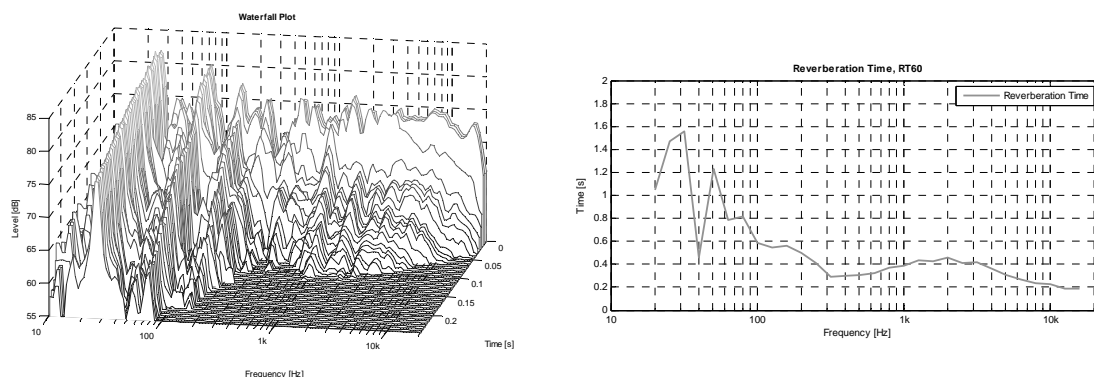 Waterfall Plot
85
80
75
70
65
60
55
Level [dB]
10
100
1k
10k
Frequency [Hz]
0
0.05
0.1
0.15
0.2
Time [s]
Reverberation Time, RT60
Reverberation Time
2
1.8
1.6
1.4
1.2
1
0.8
0.6
0.4
0.2
0
Time [s]
10
100
1k
10k
Frequency [Hz]